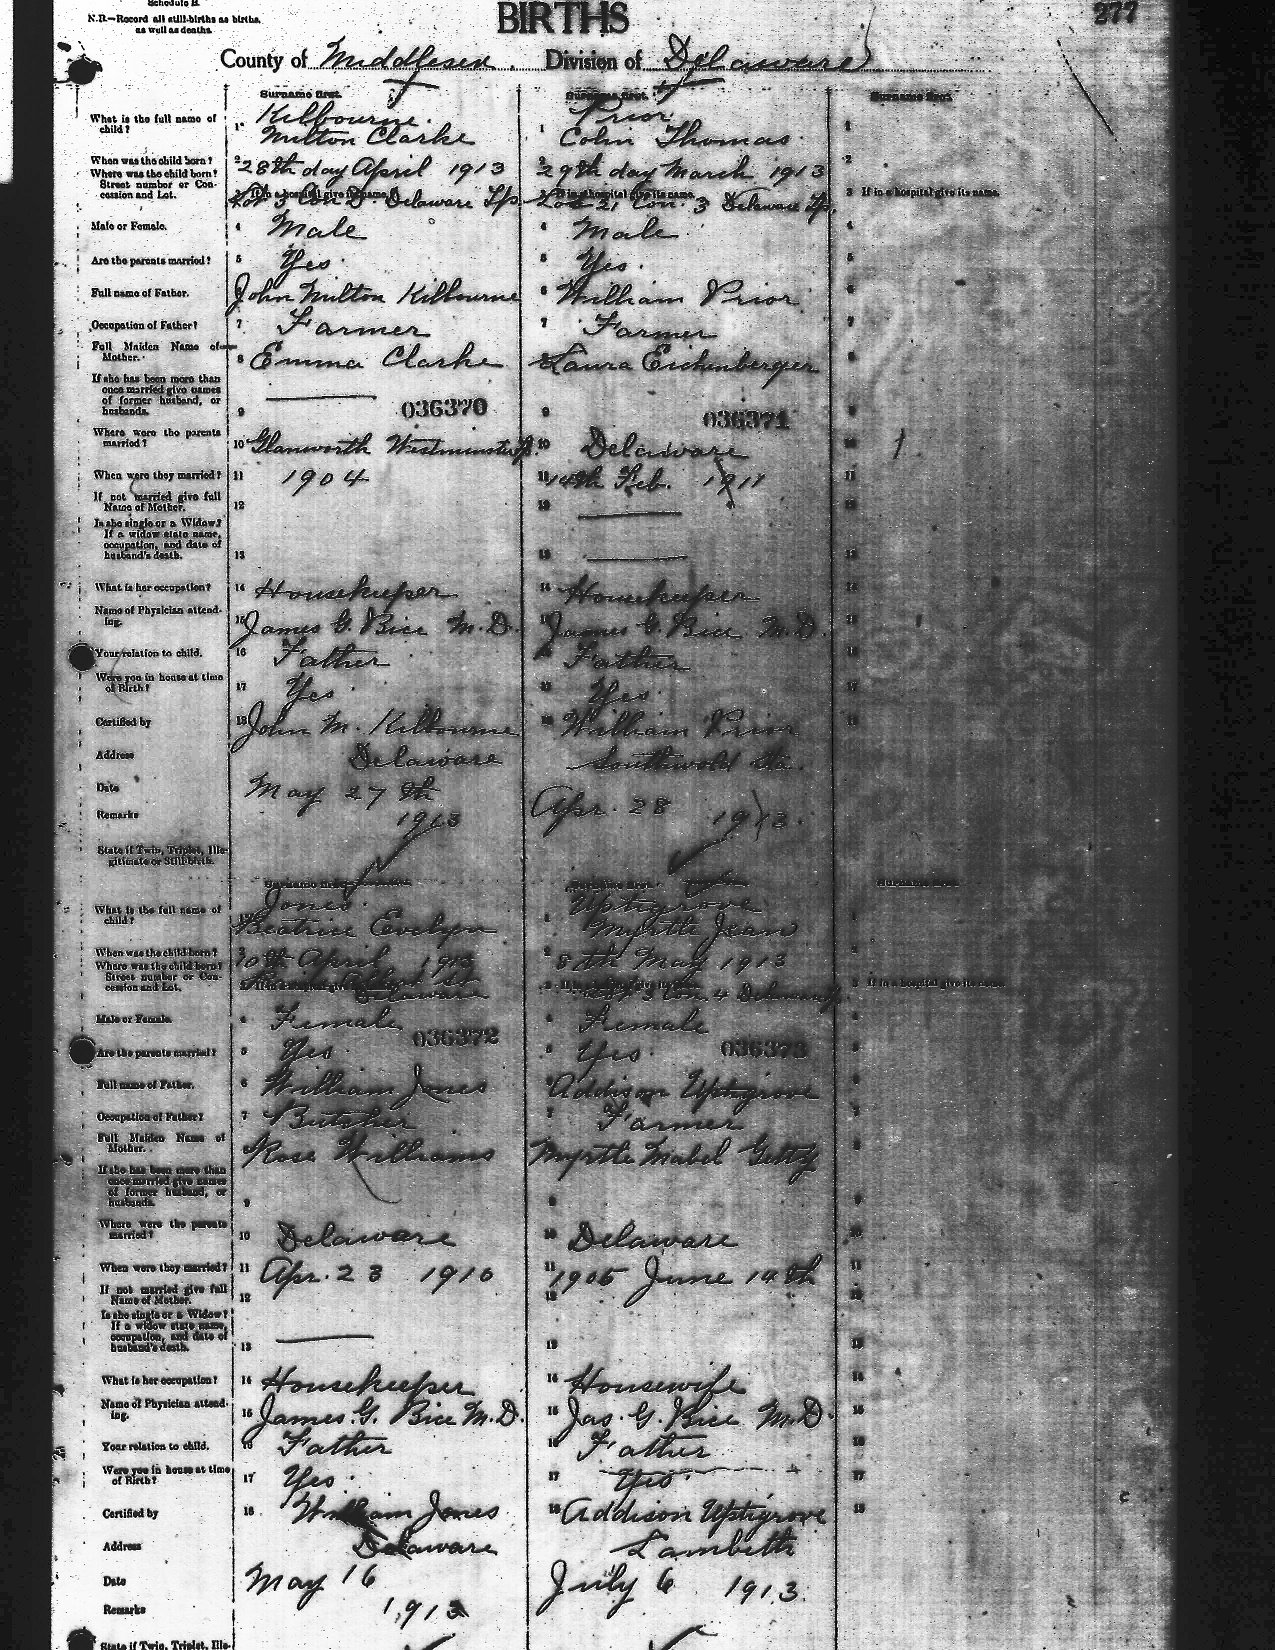 Schedule B.
N.B.—Record all still-births as births, as well as deaths.
BIRTHS
277
County of Middlesex. Division of Delaware
Surname first.
Surname first.
Surname first.
What is the full name of child?
1 Kilbourne.
Milton Clarke
1 Prior
Colin Thomas
1
When was the child born?
2 28th day April 1913
2 29th day March 1913
2
Where was the child born? Street number or Concession and Lot.
3 If in a hospital give its name.
Lot 3 Con D Delaware Tp.
3 If in a hospital give its name.
Lot 21 Con. 3 Delaware Tp.
3 If in a hospital give its name.
Male or Female.
4 Male
4 Male
4
Are the parents married?
5 Yes.
5 Yes.
5
Full name of Father.
6 John Milton Kilbourne
6 William Prior
6
Occupation of Father?
7 Farmer
7 Farmer
7
Full Maiden Name of Mother.
8 Emma Clarke
8 Laura Eichenberger
8
If she has been more than once married give names of former husband, or husbands.
9
036370
9
036371
9
Where were the parents married?
10 Glanworth Westminster Tp.
10 Delaware
10
When were they married?
11 1904
11 14th Feb. 1911
11
If not married give full Name of Mother.
12
12
12
Is she single or a Widow? If a widow state name, occupation, and date of husband's death.
13
13
13
What is her occupation?
14 Housekeeper
14 Housekeeper
14
Name of Physician attending.
15 James G. Bice M.D.
15 James G. Bice M.D.
15
Your relation to child.
16 Father
16 Father
16
Were you in house at time of Birth?
17 Yes.
17 Yes.
17
Certified by
18 John M. Kilbourne
18 William Prior
18
Address
Delaware
Southwold Sta.
Date
May 27th
1913
Apr. 28 1913.
Remarks
State if Twin, Triplet, Illegitimate or Still-birth.
Surname first.
Surname first.
Surname first.
What is the full name of child?
Jones.
Beatrice Evelyn
1 Uptigrove
Myrtle Jean
When was the child born?
10th April 1913
2 8th May 1913
Where was the child born? Street number or Concession and Lot.
3 If in a hospital give its name.
Delaware
3 If in a hospital give its name.
Lot 3 Con. 4 Delaware Tp.
3 If in a hospital give its name.
Male or Female.
4 Female
036372
4 Female
4
Are the parents married?
5 Yes.
5 Yes.
036373
5
Full name of Father.
6 William Jones
6 Addison Uptigrove
6
Occupation of Father?
7 Butcher
7 Farmer
7
Full Maiden Name of Mother.
8 Rose Williams
Myrtle Mabel Getty
8
If she has been more than once married give names of former husband, or husbands.
9
9
9
Where were the parents married?
10 Delaware
10 Delaware
10
When were they married?
11 Apr. 23 1910
11 1905 June 14th
11
If not married give full Name of Mother.
12
12
12
Is she single or a Widow? If a widow state name, occupation, and date of husband's death.
13
13
13
What is her occupation?
14 Housekeeper
14 Housewife
14
Name of Physician attending.
15 James. G. Bice M.D.
15 Jas. G. Bice M.D.
15
Your relation to child.
16 Father
16 Father
16
Were you in house at time of Birth?
17 Yes.
17 Yes.
17
Certified by
18 William Jones
18 Addison Uptigrove
18
Address
Delaware
Lambeth
Date
May 16
1913
July 6 1913.
Remarks
State if Twin, Triplet, Ille-